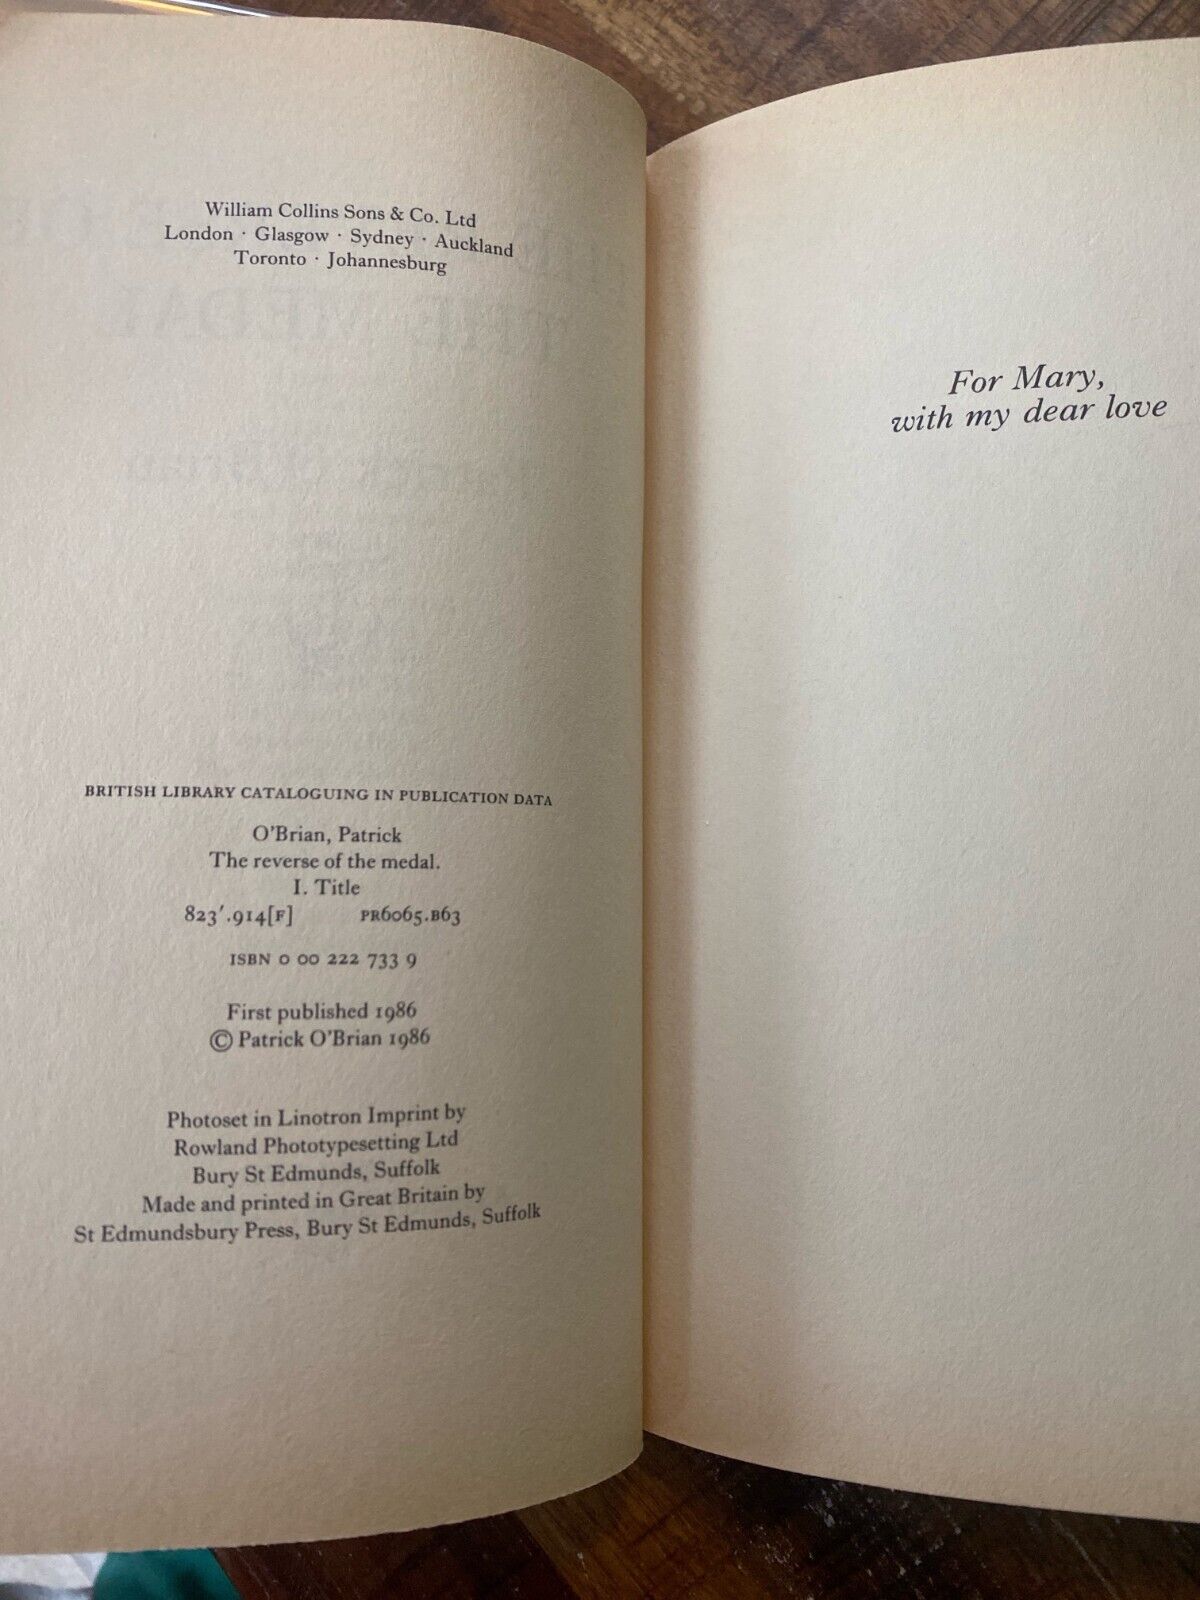 William Collins Sons & Co. Ltd
London · Glasgow · Sydney · Auckland
Toronto · Johannesburg
BRITISH LIBRARY CATALOGUING IN PUBLICATION DATA
O'Brian, Patrick
The reverse of the medal.
I. Title
823'.914[F] PR6065.B63
ISBN 0 00 222 733 9
First published 1986
© Patrick O'Brian 1986
Photoset in Linotron Imprint by
Rowland Phototypesetting Ltd
Bury St Edmunds, Suffolk
Made and printed in Great Britain by
St Edmundsbury Press, Bury St Edmunds, Suffolk
For Mary,
with my dear love